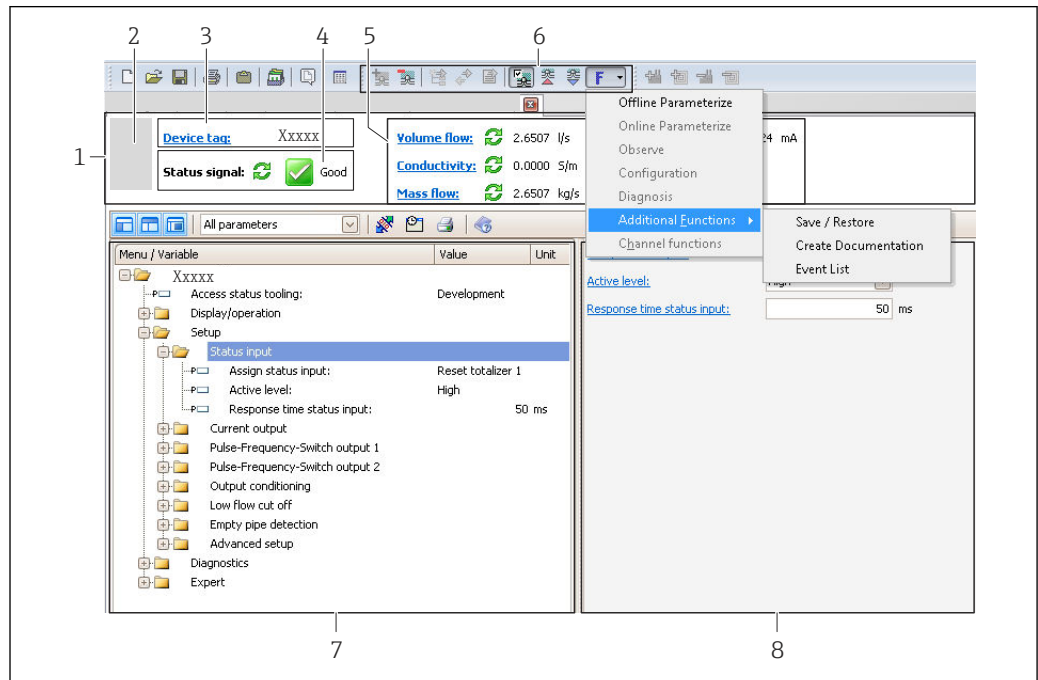 2 3 4 5 6
F
Offline Parameterize
Device tag: Xxxxx
Volume flow: 2.6507 l/s
Online Parameterize
24 mA
Observe
1
Status signal: Good
Conductivity: 0.0000 S/m
Configuration
Mass flow: 2.6507 kg/s
Diagnosis
All parameters
Additional Functions
Save / Restore
Channel functions
Create Documentation
Event List
Menu / Variable Value Unit
Xxxxx
Access status tooling: Development
Active level: High
Display/operation
Response time status input: 50 ms
Setup
Status input
Assign status input: Reset totalizer 1
Active level: High
Response time status input: 50 ms
Current output
Pulse-Frequency-Switch output 1
Pulse-Frequency-Switch output 2
Output conditioning
Low flow cut off
Empty pipe detection
Advanced setup
Diagnostics
Expert
7 8